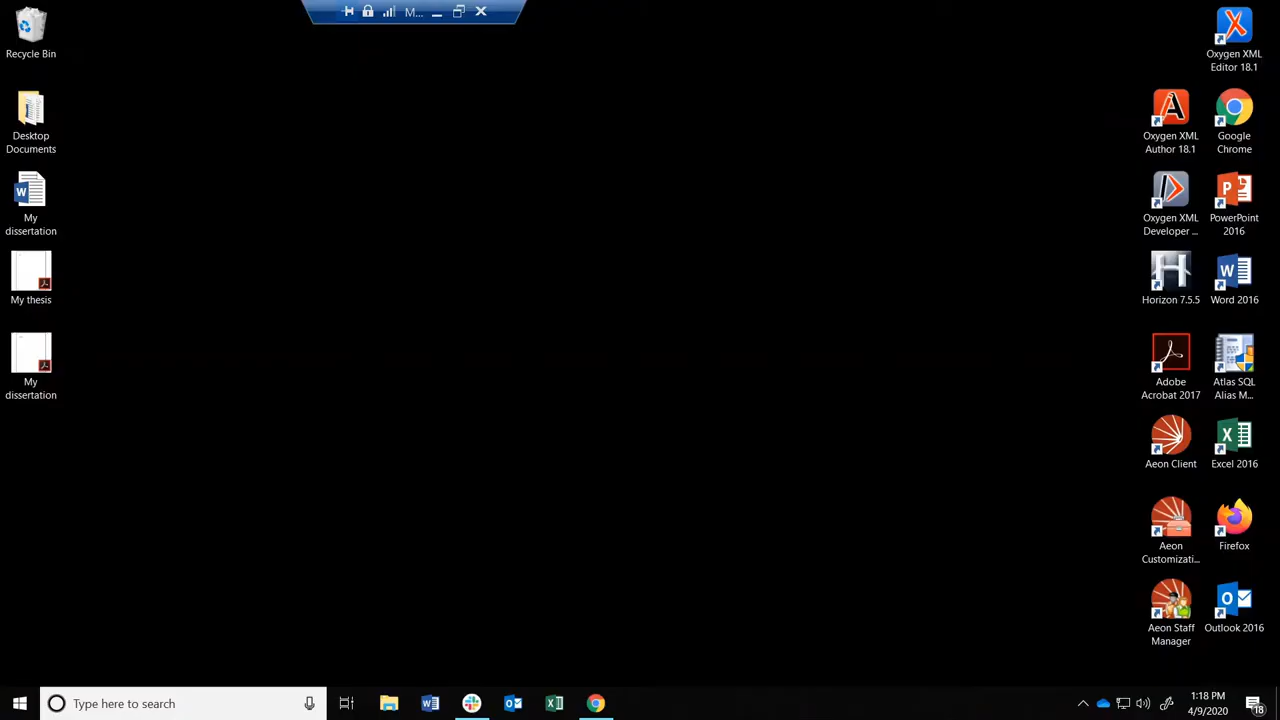 M...
Recycle Bin
Desktop
Documents
My
dissertation
My thesis
My
dissertation
Oxygen XML
Editor 18.1
Oxygen XML
Author 18.1
Google
Chrome
Oxygen XML
Developer ...
PowerPoint
2016
Horizon 7.5.5
Word 2016
Adobe
Acrobat 2017
Atlas SQL
Alias M...
Aeon Client
Excel 2016
Aeon
Customizati...
Firefox
Aeon Staff
Manager
Outlook 2016
Type here to search
1:18 PM
4/9/2020
18